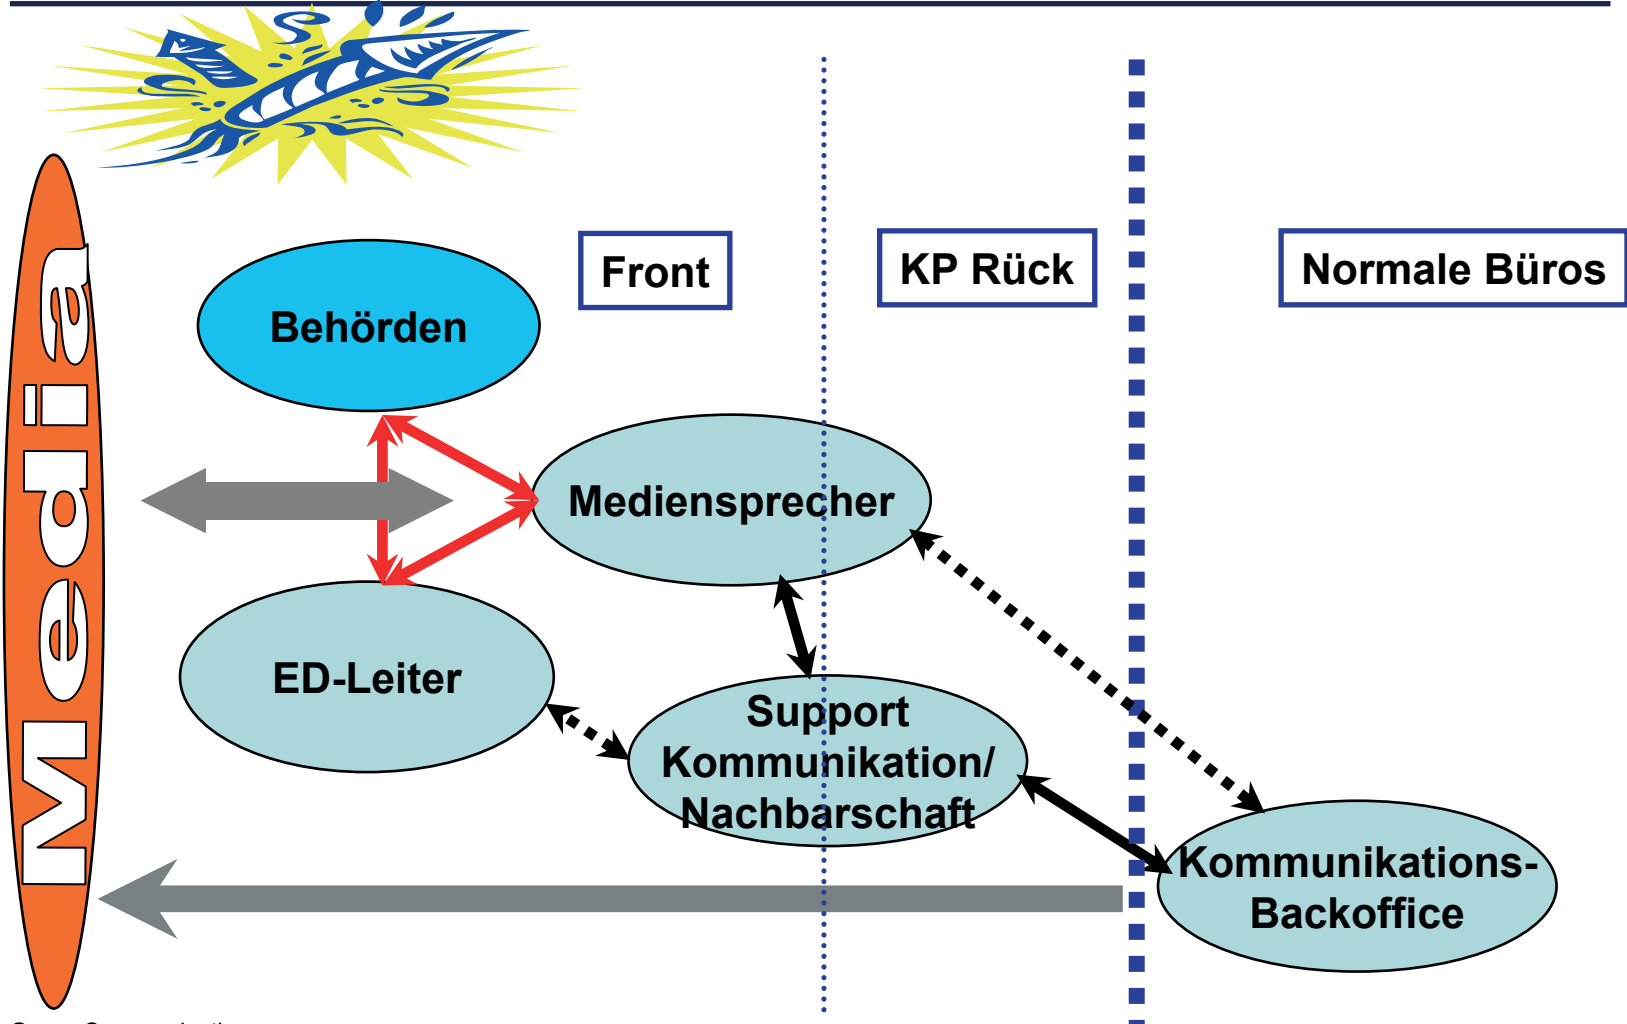 Media
Behörden
Front
KP Rück
Normale Büros
Mediensprecher
ED-Leiter
Support
Kommunikation/
Nachbarschaft
Kommunikations-
Backoffice